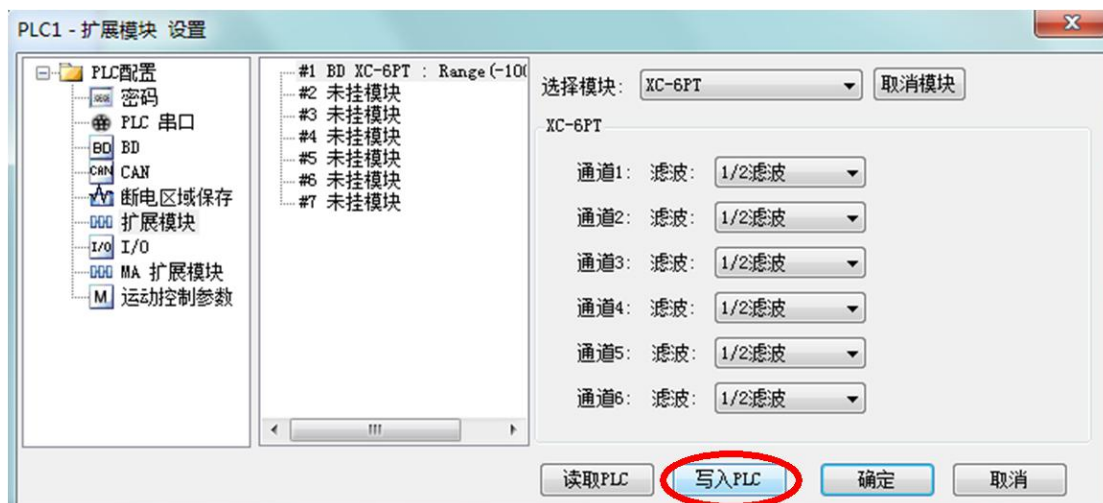 PLC1 - 扩展模块 设置
X
PLC配置
密码
PLC 串口
BD BD
CAN CAN
断电区域保存
扩展模块
I/O I/O
MA 扩展模块
M 运动控制参数
#1 BD XC-6PT : Range(-100
#2 未挂模块
#3 未挂模块
#4 未挂模块
#5 未挂模块
#6 未挂模块
#7 未挂模块
选择模块: XC-6PT 取消模块
XC-6PT
通道1: 滤波: 1/2滤波
通道2: 滤波: 1/2滤波
通道3: 滤波: 1/2滤波
通道4: 滤波: 1/2滤波
通道5: 滤波: 1/2滤波
通道6: 滤波: 1/2滤波
读取PLC 写入PLC 确定 取消